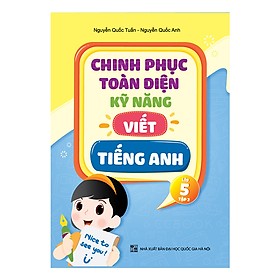 Nguyễn Quốc Tuấn - Nguyễn Quốc Anh
CHINH PHỤC
TOÀN DIỆN
KỸ NĂNG
VIẾT
TIẾNG ANH
LỚP 5
TẬP 2
Nice to
see you!
NHÀ XUẤT BẢN ĐẠI HỌC QUỐC GIA HÀ NỘI